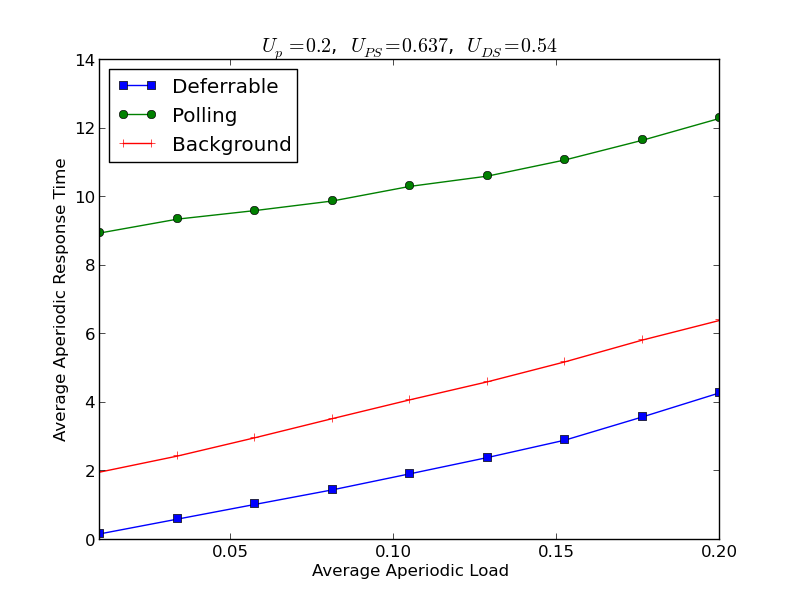 U_p = 0.2, U_PS = 0.637, U_DS = 0.54
14
12
10
8
6
4
2
0
Average Aperiodic Response Time
Deferrable
Polling
Background
0.05 0.10 0.15 0.20
Average Aperiodic Load